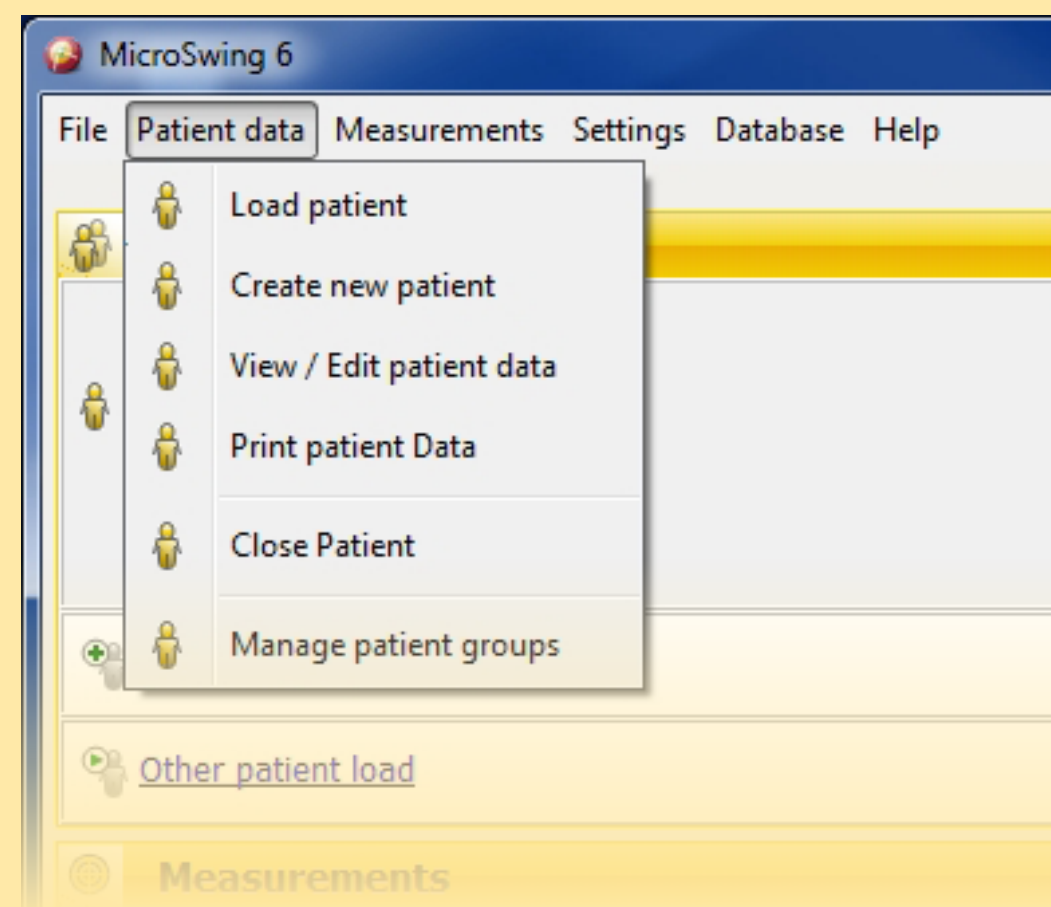 MicroSwing 6
File Patient data Measurements Settings Database Help
Load patient
Create new patient
View / Edit patient data
Print patient Data
Close Patient
Manage patient groups
Other patient load
Measurements